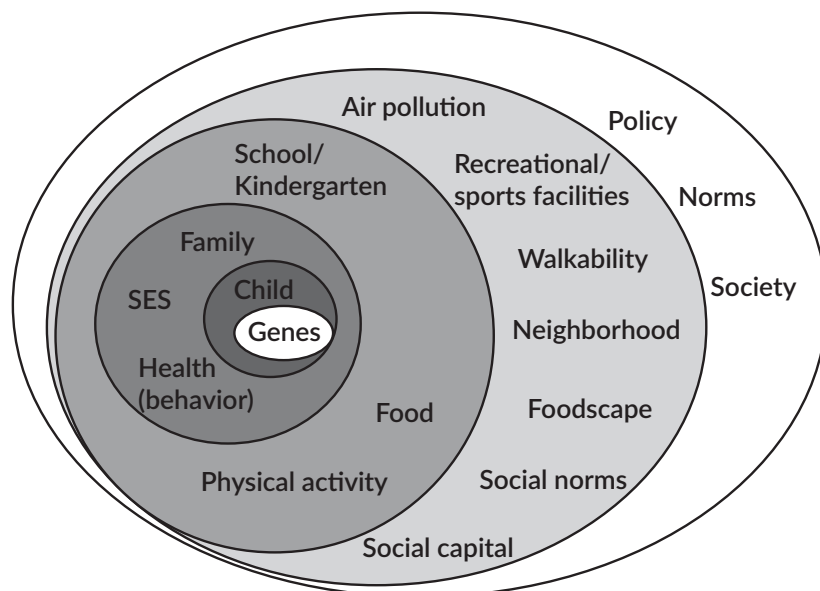 Air pollution
Policy
School/
Kindergarten
Recreational/
sports facilities
Norms
Family
Walkability
SES
Child
Society
Genes
Neighborhood
Health
(behavior)
Food
Foodscape
Physical activity
Social norms
Social capital